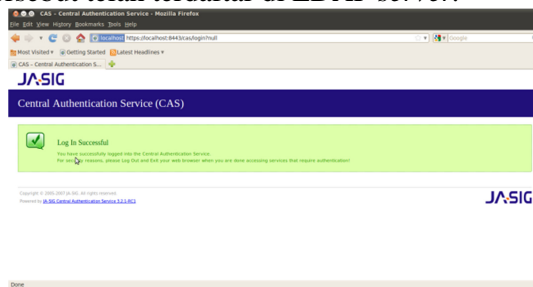 CAS - Central Authentication Service - Mozilla Firefox
File Edit View History Bookmarks Tools Help
localhost https://localhost:8443/cas/login?null
Google
Most Visited Getting Started Latest Headlines
CAS - Central Authentication S...
JASIG
Central Authentication Service (CAS)
Log In Successful
You have successfully logged into the Central Authentication Service.
For security reasons, please Log Out and Exit your web browser when you are done accessing services that require authentication!
Copyright © 2005-2007 JA-SIG. All rights reserved.
Powered by JA-SIG Central Authentication Service 3.2.1-RC1
JASIG
Done